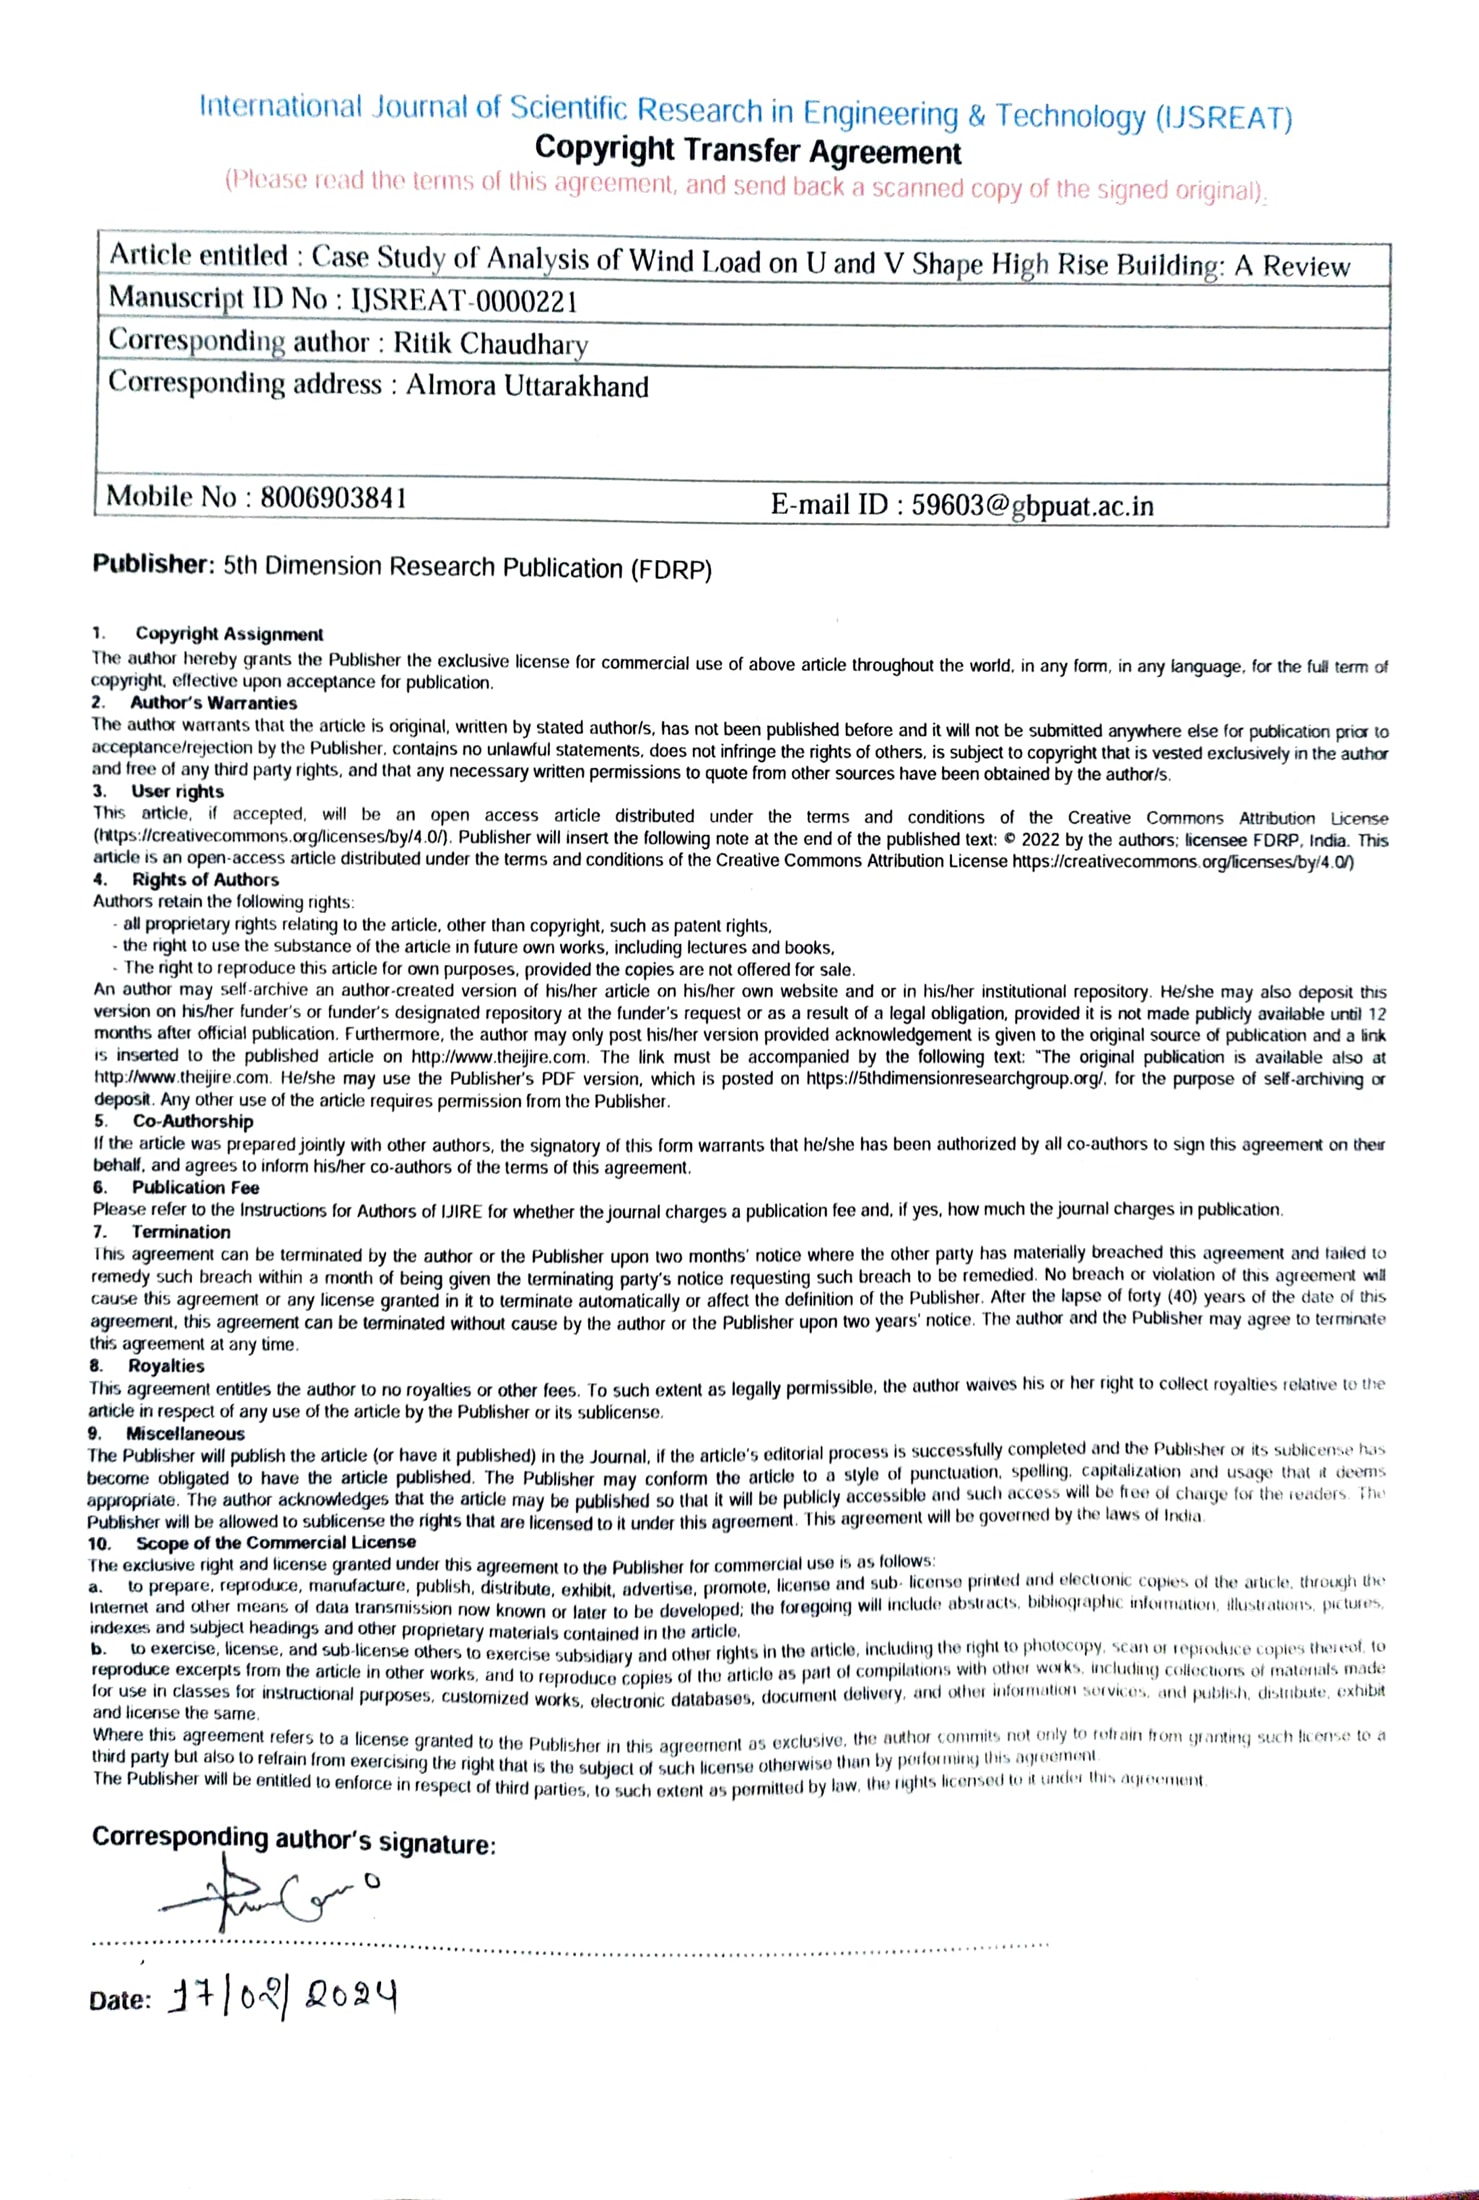 International Journal of Scientific Research in Engineering & Technology (IJSREAT)
Copyright Transfer Agreement
(Please read the terms of this agreement, and send back a scanned copy of the signed original).
Article entitled : Case Study of Analysis of Wind Load on U and V Shape High Rise Building: A Review
Manuscript ID No : IJSREAT-0000221
Corresponding author : Ritik Chaudhary
Corresponding address : Almora Uttarakhand
Mobile No : 8006903841 E-mail ID : 59603@gbpuat.ac.in
Publisher: 5th Dimension Research Publication (FDRP)
1. Copyright Assignment
The author hereby grants the Publisher the exclusive license for commercial use of above article throughout the world, in any form, in any language, for the full term of
copyright, effective upon acceptance for publication.
2. Author's Warranties
The author warrants that the article is original, written by stated author/s, has not been published before and it will not be submitted anywhere else for publication prior to
acceptance/rejection by the Publisher, contains no unlawful statements, does not infringe the rights of others, is subject to copyright that is vested exclusively in the author
and free of any third party rights, and that any necessary written permissions to quote from other sources have been obtained by the author/s.
3. User rights
This article, if accepted, will be an open access article distributed under the terms and conditions of the Creative Commons Attribution License
(https://creativecommons.org/licenses/by/4.0/). Publisher will insert the following note at the end of the published text: © 2022 by the authors; licensee FDRP, India. This
article is an open-access article distributed under the terms and conditions of the Creative Commons Attribution License https://creativecommons.org/licenses/by/4.0/)
4. Rights of Authors
Authors retain the following rights:
- all proprietary rights relating to the article, other than copyright, such as patent rights,
- the right to use the substance of the article in future own works, including lectures and books,
- The right to reproduce this article for own purposes, provided the copies are not offered for sale.
An author may self-archive an author-created version of his/her article on his/her own website and or in his/her institutional repository. He/she may also deposit this
version on his/her funder's or funder's designated repository at the funder's request or as a result of a legal obligation, provided it is not made publicly available until 12
months after official publication. Furthermore, the author may only post his/her version provided acknowledgement is given to the original source of publication and a link
is inserted to the published article on http://www.theijire.com. The link must be accompanied by the following text: "The original publication is available also at
http://www.theijire.com. He/she may use the Publisher's PDF version, which is posted on https://5thdimensionresearchgroup.org/, for the purpose of self-archiving or
deposit. Any other use of the article requires permission from the Publisher.
5. Co-Authorship
If the article was prepared jointly with other authors, the signatory of this form warrants that he/she has been authorized by all co-authors to sign this agreement on their
behalf, and agrees to inform his/her co-authors of the terms of this agreement.
6. Publication Fee
Please refer to the Instructions for Authors of IJIRE for whether the journal charges a publication fee and, if yes, how much the journal charges in publication.
7. Termination
This agreement can be terminated by the author or the Publisher upon two months' notice where the other party has materially breached this agreement and failed to
remedy such breach within a month of being given the terminating party's notice requesting such breach to be remedied. No breach or violation of this agreement will
cause this agreement or any license granted in it to terminate automatically or affect the definition of the Publisher. After the lapse of forty (40) years of the date of this
agreement, this agreement can be terminated without cause by the author or the Publisher upon two years' notice. The author and the Publisher may agree to terminate
this agreement at any time.
8. Royalties
This agreement entitles the author to no royalties or other fees. To such extent as legally permissible, the author waives his or her right to collect royalties relative to the
article in respect of any use of the article by the Publisher or its sublicense.
9. Miscellaneous
The Publisher will publish the article (or have it published) in the Journal, if the article's editorial process is successfully completed and the Publisher or its sublicense has
become obligated to have the article published. The Publisher may conform the article to a style of punctuation, spelling, capitalization and usage that it deems
appropriate. The author acknowledges that the article may be published so that it will be publicly accessible and such access will be free of charge for the readers. The
Publisher will be allowed to sublicense the rights that are licensed to it under this agreement. This agreement will be governed by the laws of India.
10. Scope of the Commercial License
The exclusive right and license granted under this agreement to the Publisher for commercial use is as follows:
a. to prepare, reproduce, manufacture, publish, distribute, exhibit, advertise, promote, license and sub- license printed and electronic copies of the article, through the
Internet and other means of data transmission now known or later to be developed; the foregoing will include abstracts, bibliographic information, illustrations, pictures,
indexes and subject headings and other proprietary materials contained in the article,
b. to exercise, license, and sub-license others to exercise subsidiary and other rights in the article, including the right to photocopy, scan or reproduce copies thereof, to
reproduce excerpts from the article in other works, and to reproduce copies of the article as part of compilations with other works, including collections of materials made
for use in classes for instructional purposes, customized works, electronic databases, document delivery, and other information services, and publish, distribute, exhibit
and license the same.
Where this agreement refers to a license granted to the Publisher in this agreement as exclusive, the author commits not only to refrain from granting such license to a
third party but also to refrain from exercising the right that is the subject of such license otherwise than by performing this agreement.
The Publisher will be entitled to enforce in respect of third parties, to such extent as permitted by law, the rights licensed to it under this agreement.
Corresponding author's signature:
Date: 17/02/2024